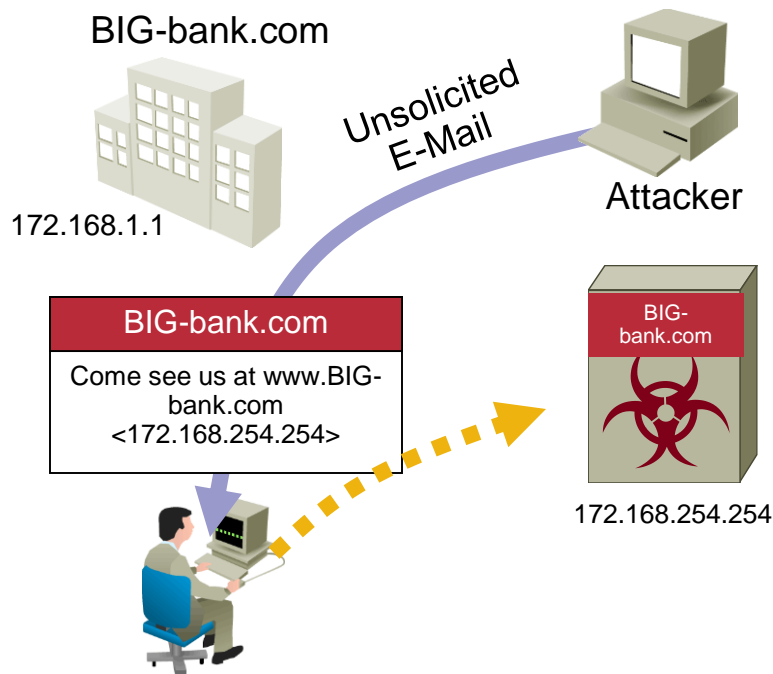 BIG-bank.com
Unsolicited
E-Mail
Attacker
172.168.1.1
BIG-bank.com
Come see us at www.BIG-
bank.com
<172.168.254.254>
BIG-
bank.com
172.168.254.254